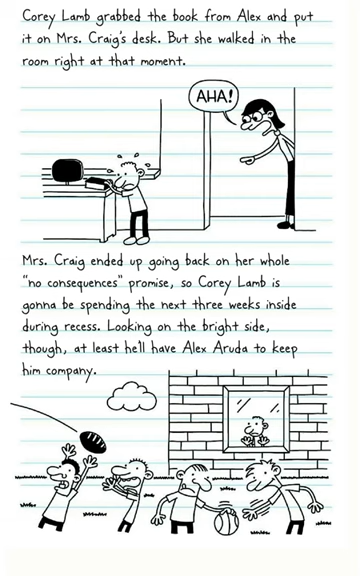 Corey Lamb grabbed the book from Alex and put
it on Mrs. Craig's desk. But she walked in the
room right at that moment.
AHA!
Mrs. Craig ended up going back on her whole
"no consequences" promise, so Corey Lamb is
gonna be spending the next three weeks inside
during recess. Looking on the bright side,
though, at least he'll have Alex Aruda to keep
him company.